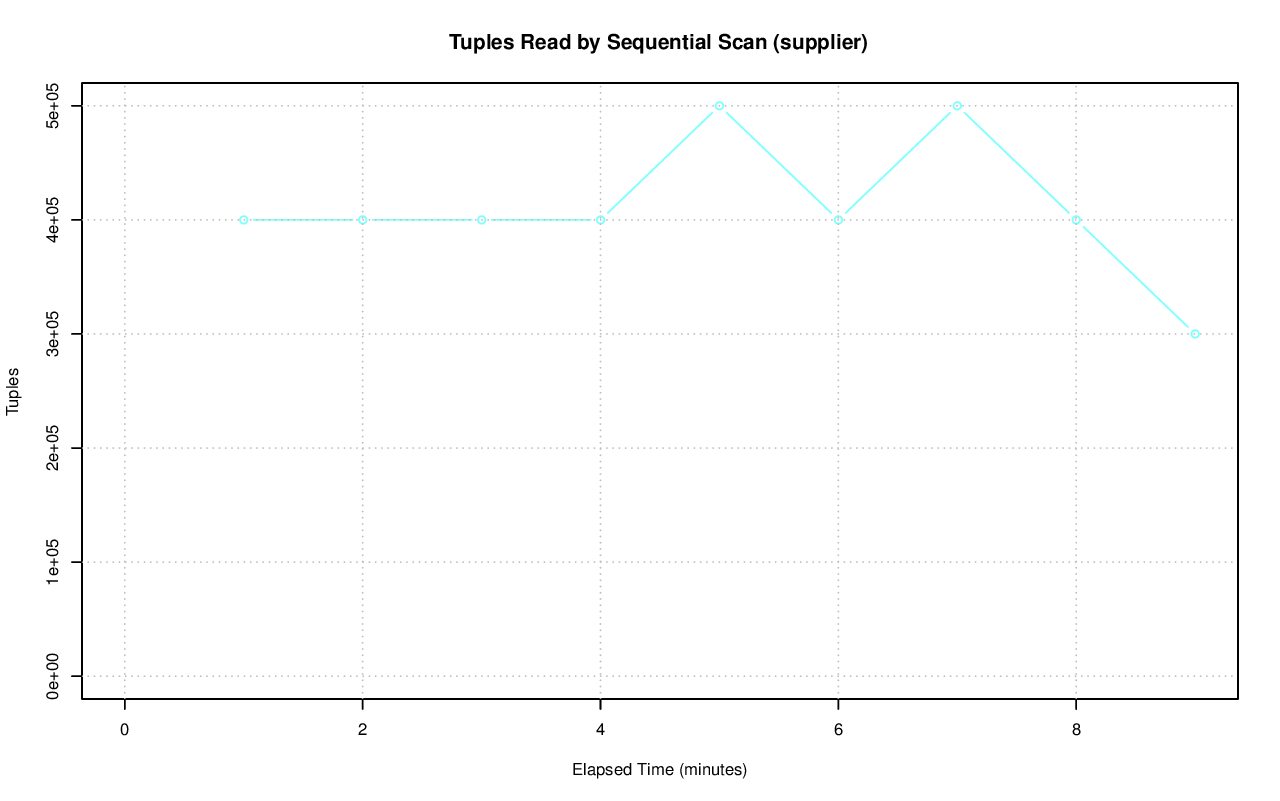 Tuples Read by Sequential Scan (supplier)
Tuples
5e+05
4e+05
3e+05
2e+05
1e+05
0e+00
0 2 4 6 8
Elapsed Time (minutes)